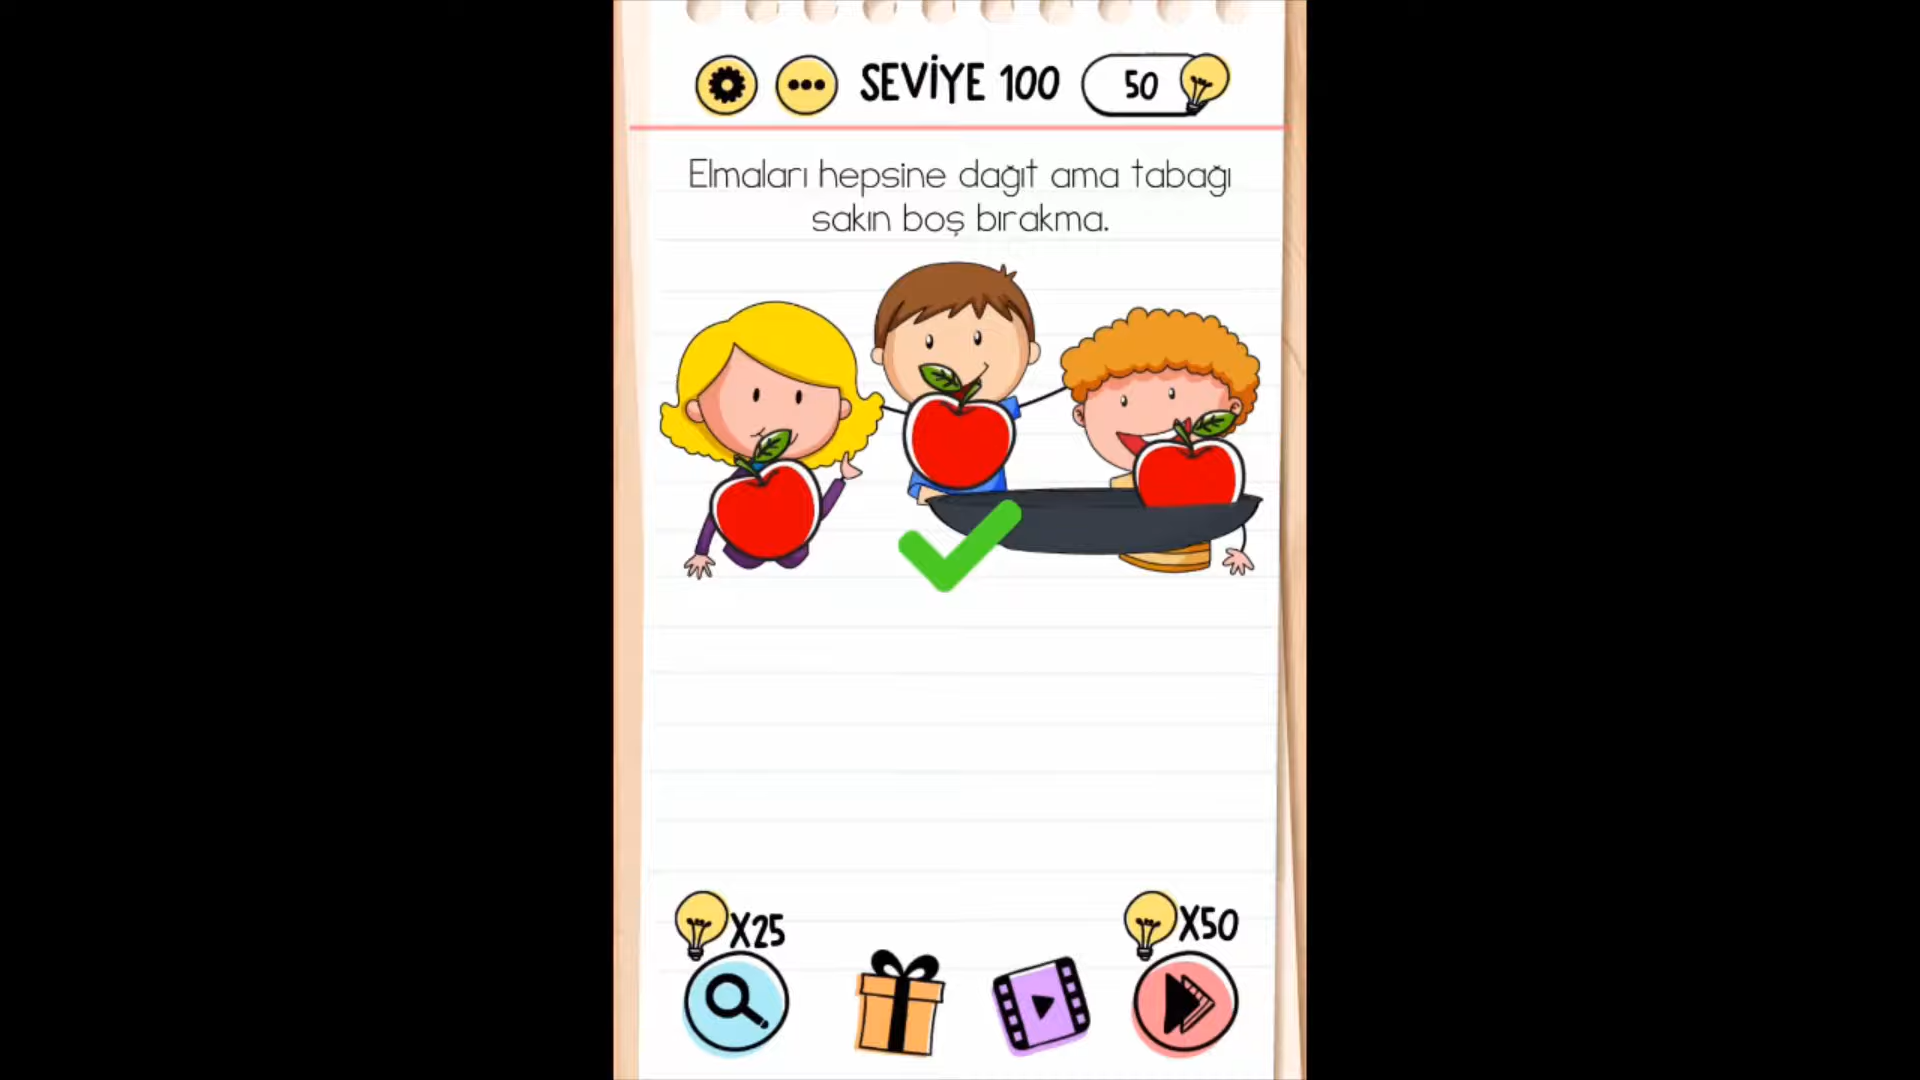 SEVİYE 100
50
Elmaları hepsine dağıt ama tabağı
sakın boş bırakma.
X25
X50